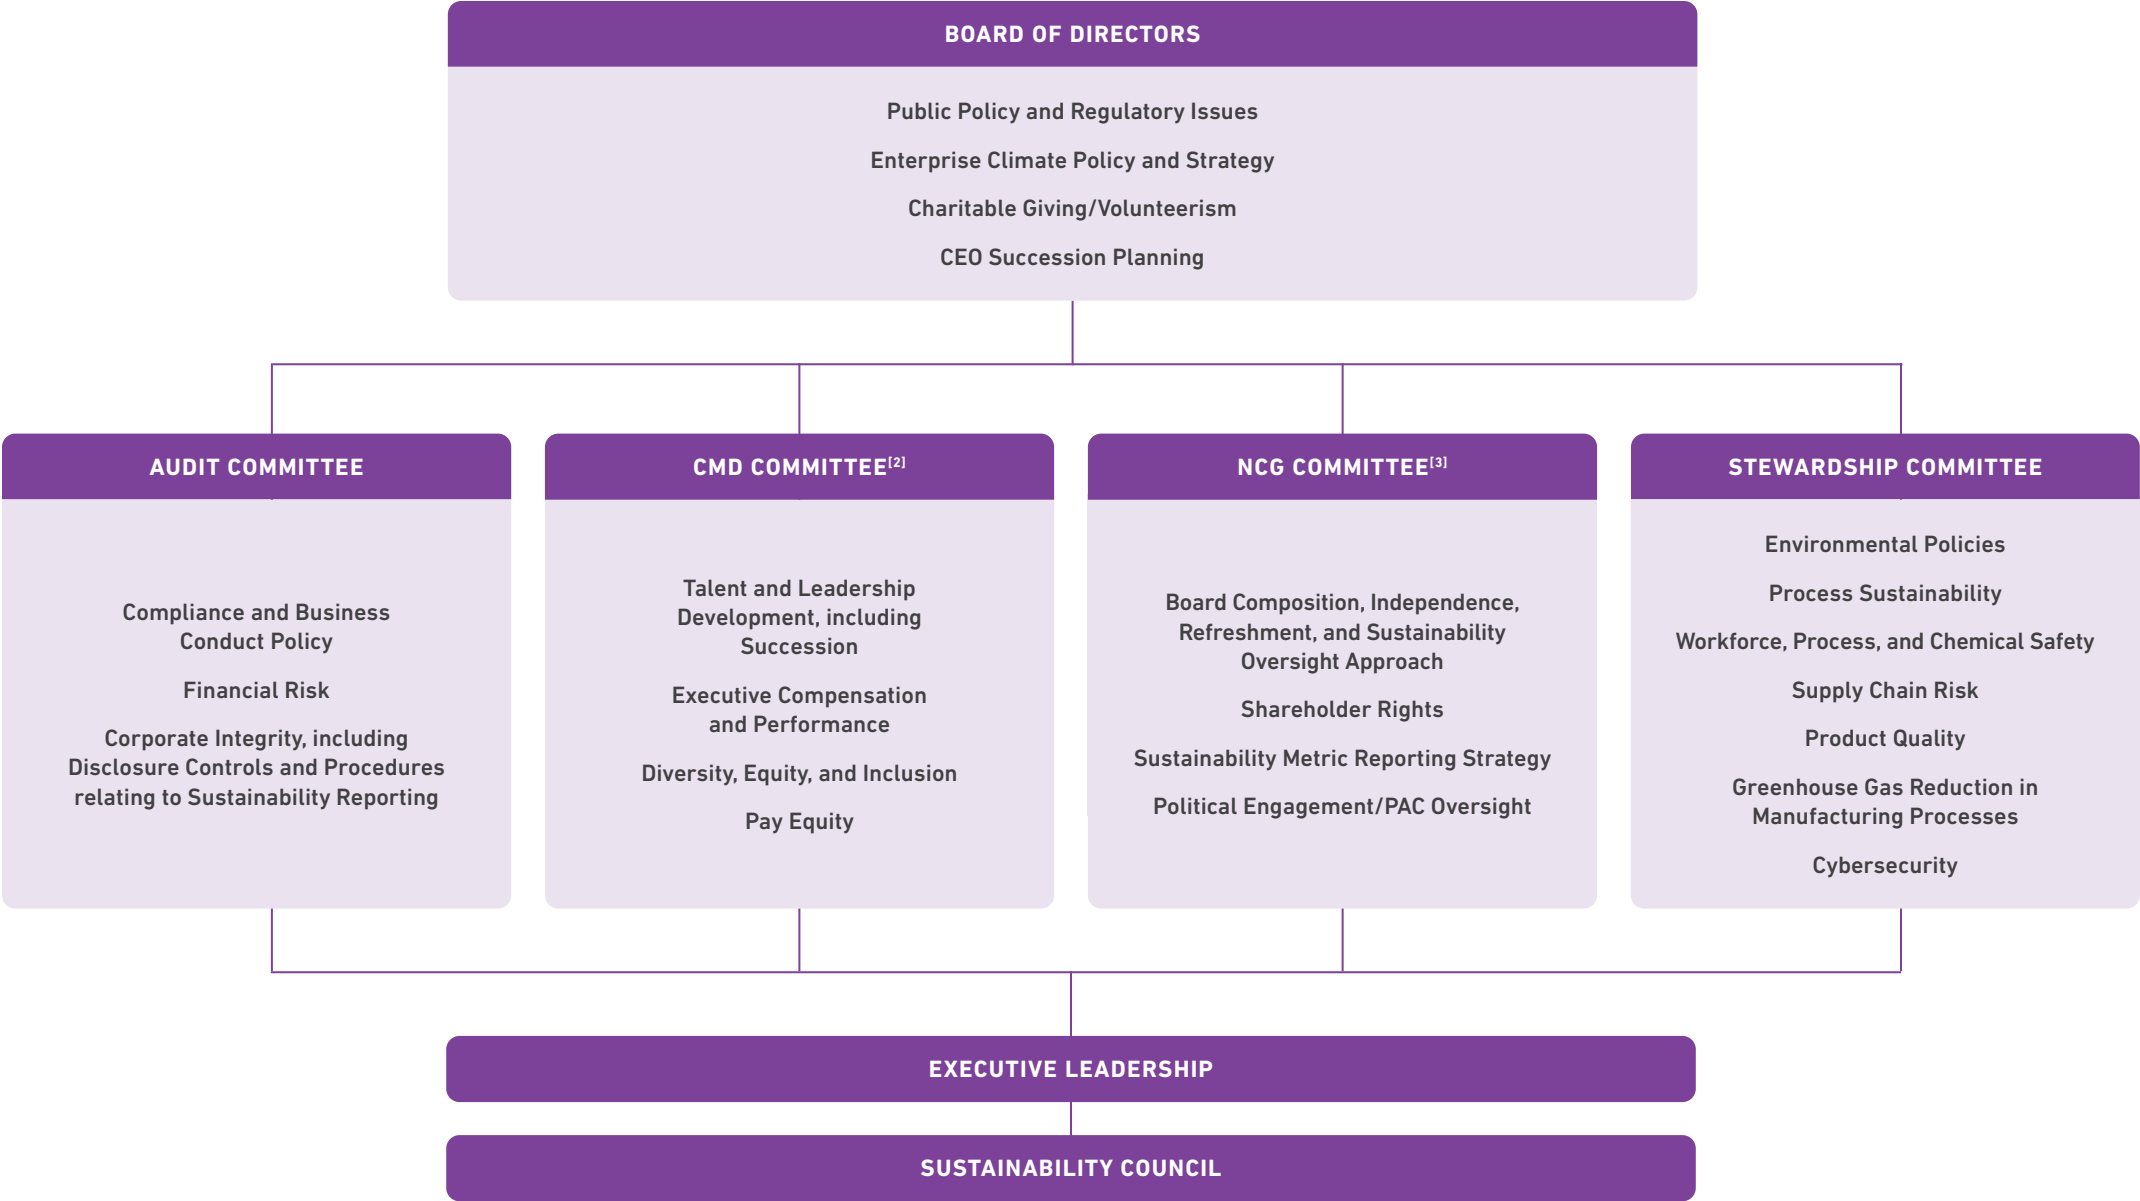 BOARD OF DIRECTORS
Public Policy and Regulatory Issues
Enterprise Climate Policy and Strategy
Charitable Giving/Volunteerism
CEO Succession Planning
AUDIT COMMITTEE
Compliance and Business
Conduct Policy
Financial Risk
Corporate Integrity, including
Disclosure Controls and Procedures
relating to Sustainability Reporting
CMD COMMITTEE[2]
Talent and Leadership
Development, including
Succession
Executive Compensation
and Performance
Diversity, Equity, and Inclusion
Pay Equity
NCG COMMITTEE[3]
Board Composition, Independence,
Refreshment, and Sustainability
Oversight Approach
Shareholder Rights
Sustainability Metric Reporting Strategy
Political Engagement/PAC Oversight
STEWARDSHIP COMMITTEE
Environmental Policies
Process Sustainability
Workforce, Process, and Chemical Safety
Supply Chain Risk
Product Quality
Greenhouse Gas Reduction in
Manufacturing Processes
Cybersecurity
EXECUTIVE LEADERSHIP
SUSTAINABILITY COUNCIL